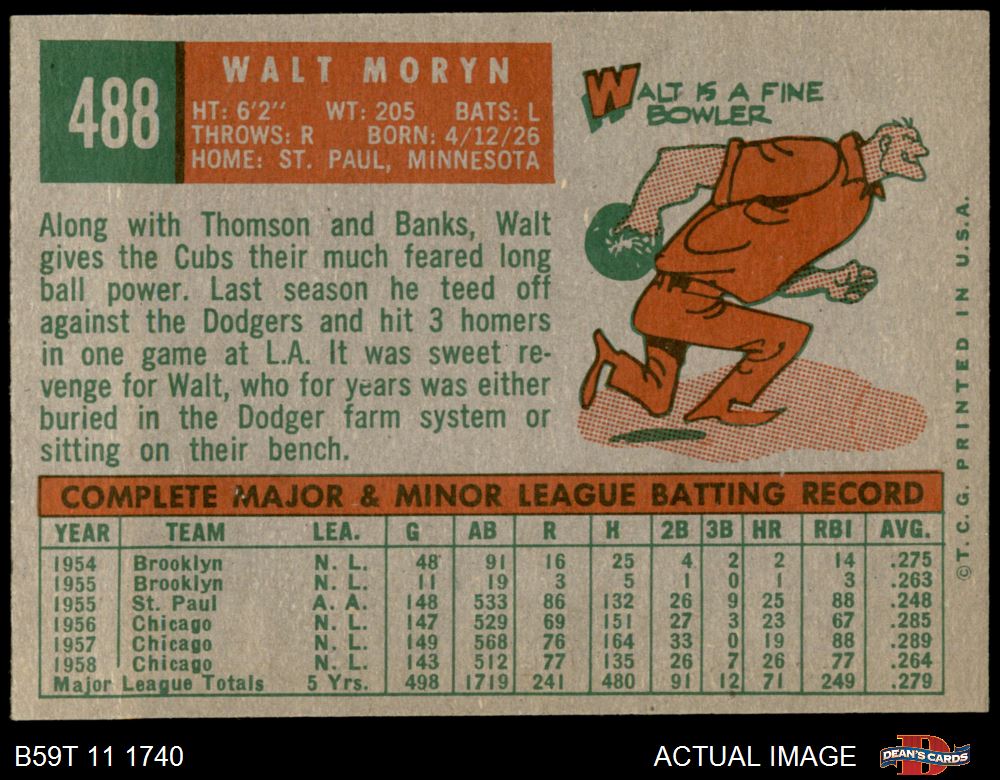 488
WALT MORYN
HT: 6'2" WT: 205 BATS: L
THROWS: R BORN: 4/12/26
HOME: ST. PAUL, MINNESOTA
WALT IS A FINE
BOWLER
Along with Thomson and Banks, Walt
gives the Cubs their much feared long
ball power. Last season he teed off
against the Dodgers and hit 3 homers
in one game at L.A. It was sweet re-
venge for Walt, who for years was either
buried in the Dodger farm system or
sitting on their bench.
©T.C.G. PRINTED IN U.S.A.
COMPLETE MAJOR & MINOR LEAGUE BATTING RECORD
YEAR TEAM LEA. G AB R H 2B 3B HR RBI AVG.
1954 Brooklyn N. L. 48 91 16 25 4 2 2 14 .275
1955 Brooklyn N. L. 11 19 3 5 1 0 1 3 .263
1955 St. Paul A. A. 148 533 86 132 26 9 25 88 .248
1956 Chicago N. L. 147 529 69 151 27 3 23 67 .285
1957 Chicago N. L. 149 568 76 164 33 0 19 88 .289
1958 Chicago N. L. 143 512 77 135 26 7 26 77 .264
Major League Totals 5 Yrs. 498 1719 241 480 91 12 71 249 .279
B59T 11 1740
ACTUAL IMAGE
DEAN'S CARDS